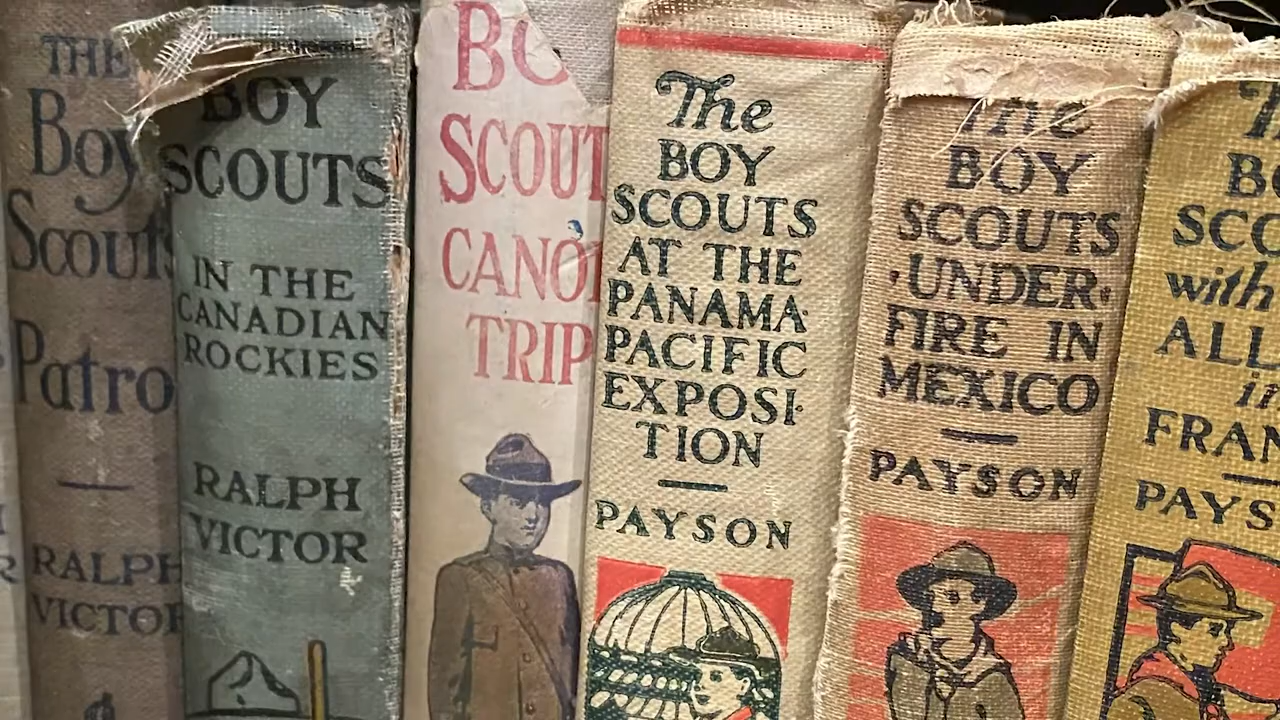 THE
Boy
Scouts
Patro
RALPH
VICTOR
BOY
SCOUTS
IN THE
CANADIAN
ROCKIES
RALPH
VICTOR
BO
SCOUT
CANO
TRIP
The
BOY
SCOUTS
AT THE
PANAMA-
PACIFIC
EXPOSI-
TION
PAYSON
The
BOY
SCOUTS
·UNDER·
FIRE IN
MEXICO
PAYSON
BO
SCO
with
ALL
in
FRAN
PAYS